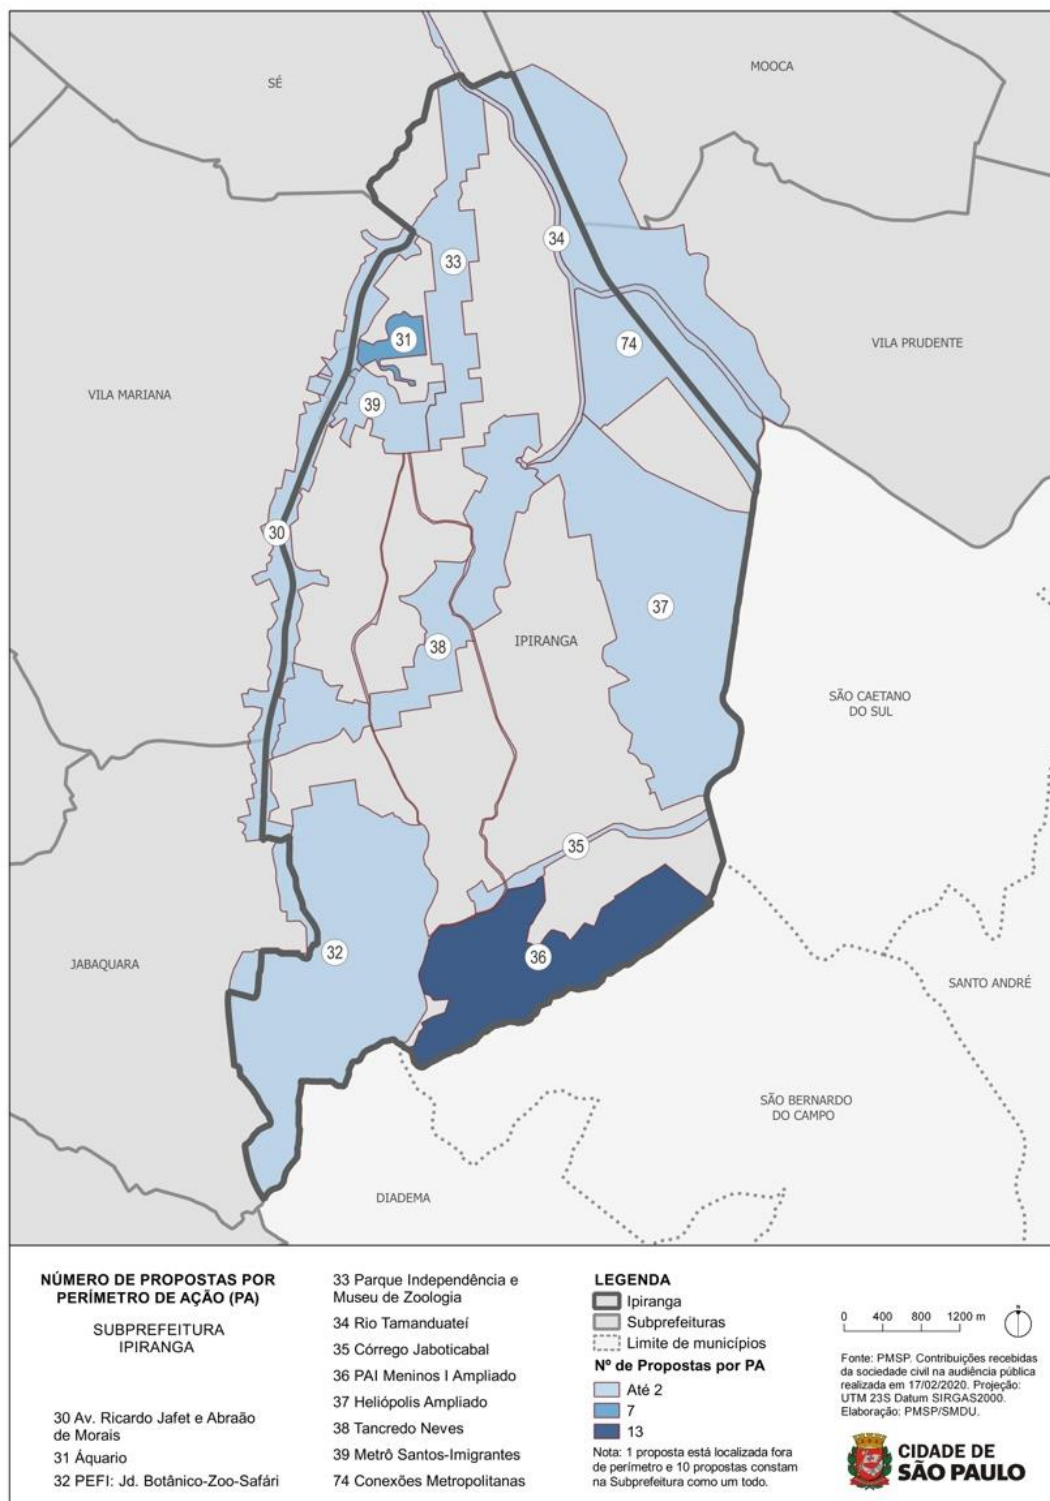 SÉ
MOOCA
34
33
31
74
VILA PRUDENTE
VILA MARIANA
39
30
37
38
IPIRANGA
SÃO CAETANO
DO SUL
35
32
36
JABAQUARA
SANTO ANDRÉ
SÃO BERNARDO
DO CAMPO
DIADEMA
NÚMERO DE PROPOSTAS POR
PERÍMETRO DE AÇÃO (PA)
SUBPREFEITURA
IPIRANGA
30 Av. Ricardo Jafet e Abraão
de Morais
31 Áquario
32 PEFI: Jd. Botânico-Zoo-Safári
33 Parque Independência e
Museu de Zoologia
34 Rio Tamanduateí
35 Córrego Jaboticabal
36 PAI Meninos I Ampliado
37 Heliópolis Ampliado
38 Tancredo Neves
39 Metrô Santos-Imigrantes
74 Conexões Metropolitanas
LEGENDA
Ipiranga
Subprefeituras
Limite de municípios
Nº de Propostas por PA
Até 2
7
13
Nota: 1 proposta está localizada fora
de perímetro e 10 propostas constam
na Subprefeitura como um todo.
0 400 800 1200 m
N
Fonte: PMSP. Contribuições recebidas
da sociedade civil na audiência pública
realizada em 17/02/2020. Projeção:
UTM 23S Datum SIRGAS2000.
Elaboração: PMSP/SMDU.
CIDADE DE
SÃO PAULO